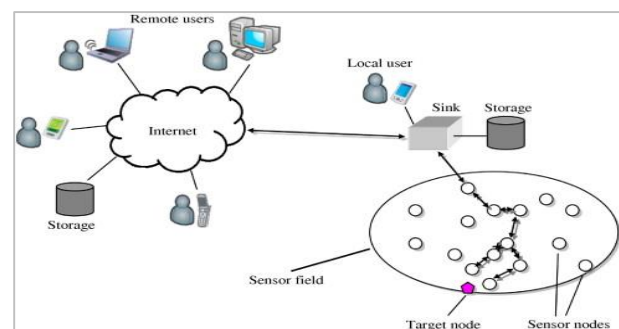 Remote users
Local user
Sink
Storage
Internet
Storage
Sensor field
Target node
Sensor nodes